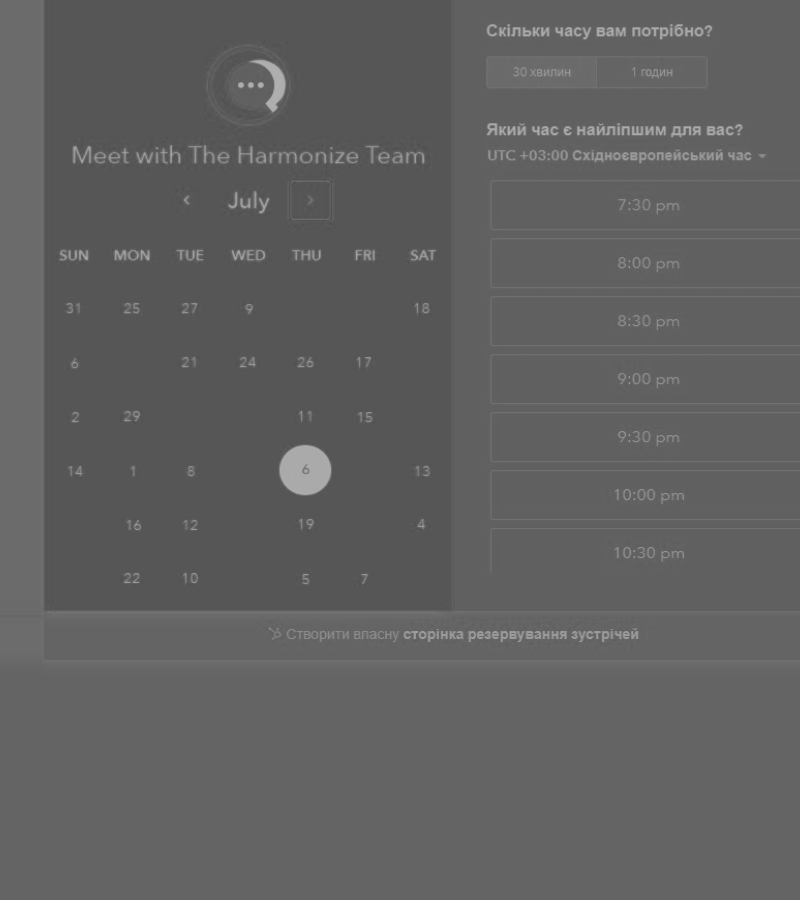 Meet with The Harmonize Team
July
SUN MON TUE WED THU FRI SAT
31 25 27 9 18
6 21 24 26 17
2 29 11 15
14 1 8 6 13
16 12 19 4
22 10 5 7
Скільки часу вам потрібно?
30 хвилин 1 годин
Який час є найліпшим для вас?
UTC +03:00 Східноєвропейський час
7:30 pm
8:00 pm
8:30 pm
9:00 pm
9:30 pm
10:00 pm
10:30 pm
Створити власну сторінка резервування зустрічей